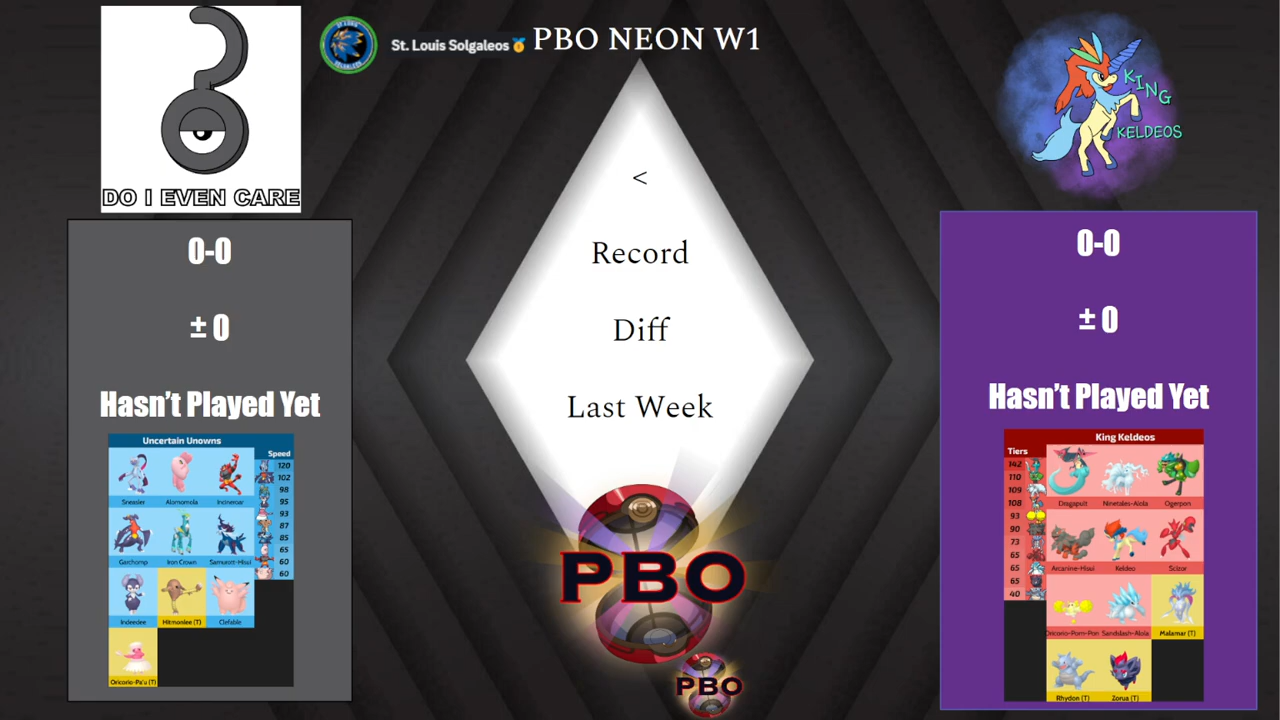 St. Louis Solgaleos
PBO NEON W1
KING
KELDEOS
DO I EVEN CARE
<
0-0
Record
0-0
± 0
Diff
± 0
Hasn't Played Yet
Last Week
Hasn't Played Yet
Uncertain Unowns
Speed
Sneasler Alomomola Incineroar
Garchomp Iron Crown Samurott-Hisui
Indeedee Hitmonlee (T) Clefable
Oricorio-Pa'u (T)
120
102
98
95
93
87
85
65
60
60
PBO
PBO
King Keldeos
Tiers
142
110
109
108
93
90
73
65
65
65
40
Dragapult Ninetales-Alola Ogerpon
Arcanine-Hisui Keldeo Scizor
Oricorio-Pom-Pon Sandslash-Alola Malamar (T)
Rhydon (T) Zorua (T)